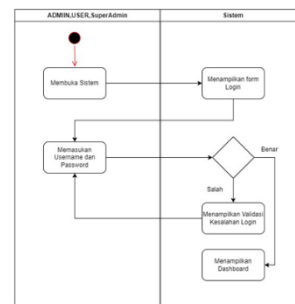 ADMIIN,USER,SuperAdmin
Sistem
Membuka Sistem
Menampilkan form
Login
Memasukan
Username dan
Password
Benar
Salah
Menampilkan Validasi
Kesalahan Login
Menampilkan
Dashboard